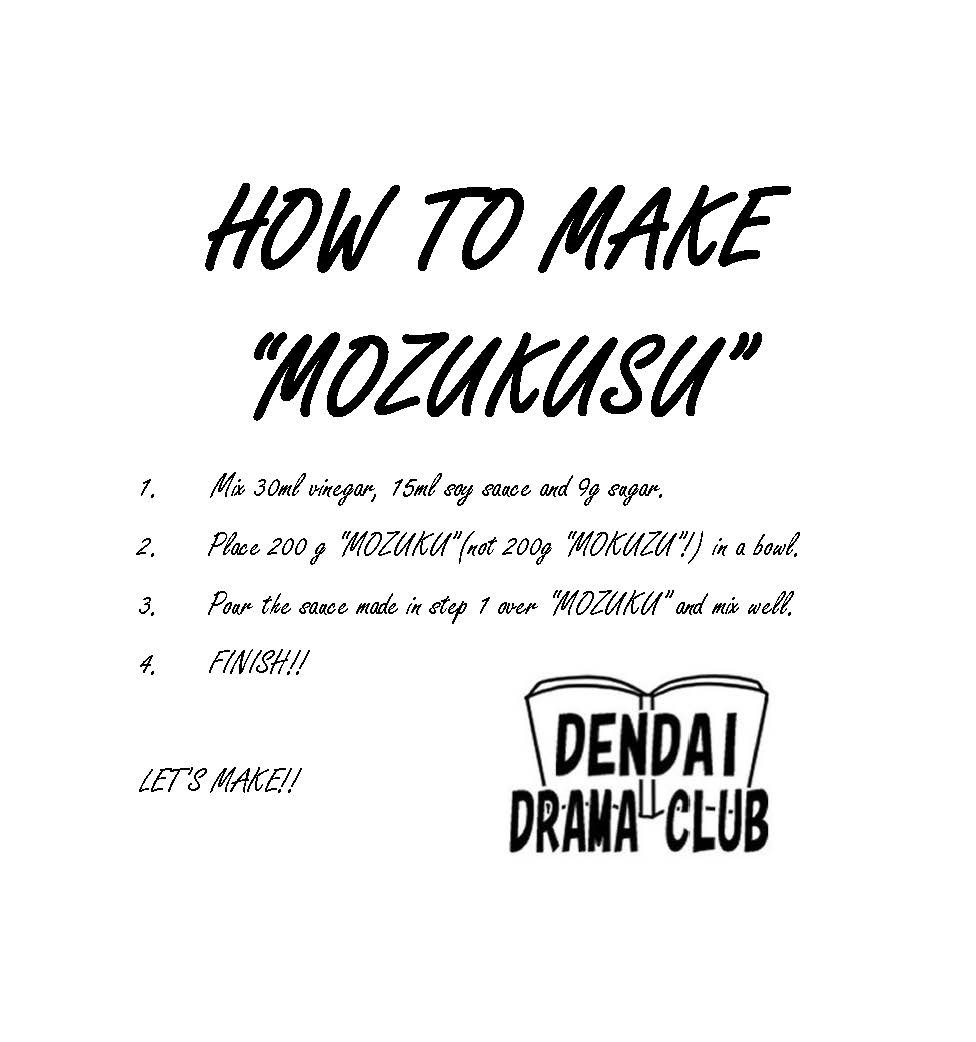 HOW TO MAKE
“MOZUKUSU”
1. Mix 30ml vinegar, 15ml soy sauce and 9g sugar.
2. Place 200 g “MOZUKU”(not 200g “MOKUZU”!) in a bowl.
3. Pour the sauce made in step 1 over “MOZUKU” and mix well.
4. FINISH!!
LET’S MAKE!!
DENDAI
DRAMA CLUB